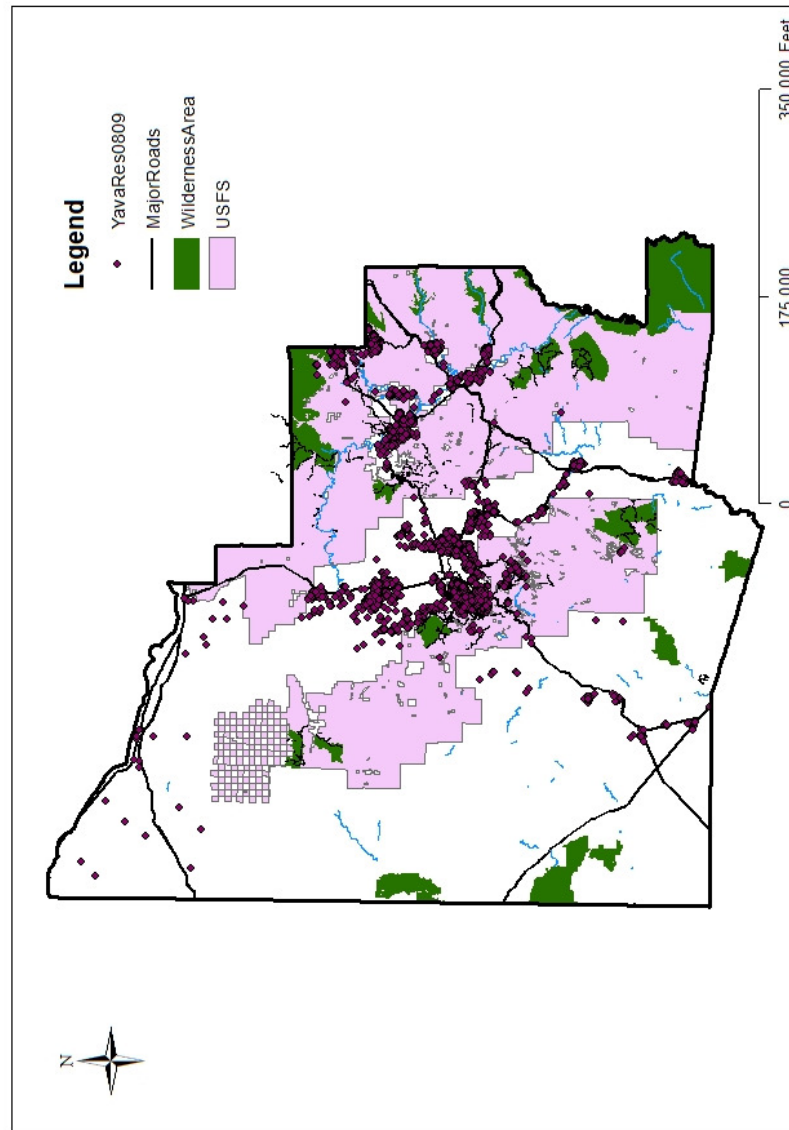 Legend
YavaRes0809
MajorRoads
WildernessArea
USFS
N
0 175,000 350,000 Feet